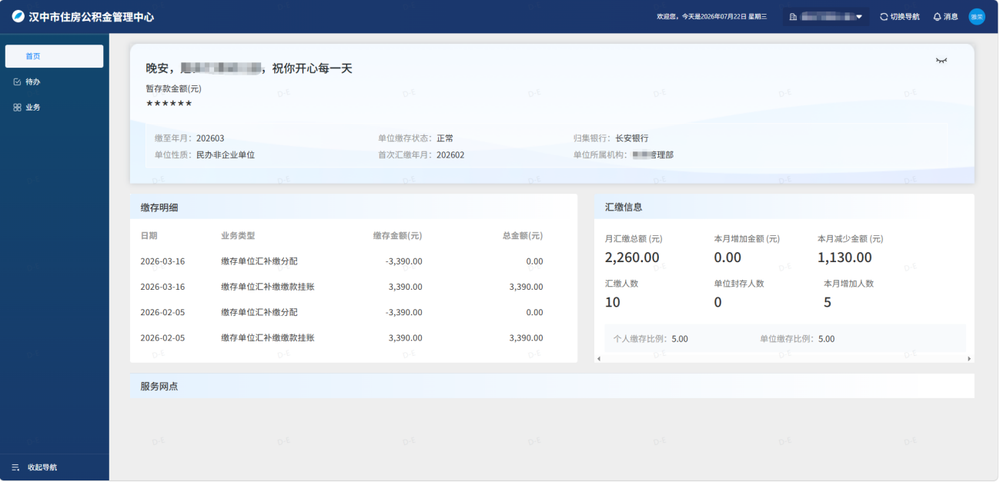 汉中市住房公积金管理中心
欢迎您，今天是2026年07月22日 星期三
切换导航
消息
首页
待办
业务
晚安，
，祝你开心每一天
暂存款金额(元)
******
缴至年月：202603
单位缴存状态：正常
归集银行：长安银行
单位性质：民办非企业单位
首次汇缴年月：202602
单位所属机构：
管理部
缴存明细
日期 业务类型 缴存金额(元) 总金额(元)
2026-03-16 缴存单位汇补缴分配 -3,390.00 0.00
2026-03-16 缴存单位汇补缴缴款挂账 3,390.00 3,390.00
2026-02-05 缴存单位汇补缴分配 -3,390.00 0.00
2026-02-05 缴存单位汇补缴缴款挂账 3,390.00 3,390.00
汇缴信息
月汇缴总额 (元) 本月增加金额 (元) 本月减少金额 (元)
2,260.00 0.00 1,130.00
汇缴人数 单位封存人数 本月增加人数
10 0 5
个人缴存比例：5.00 单位缴存比例：5.00
服务网点
收起导航